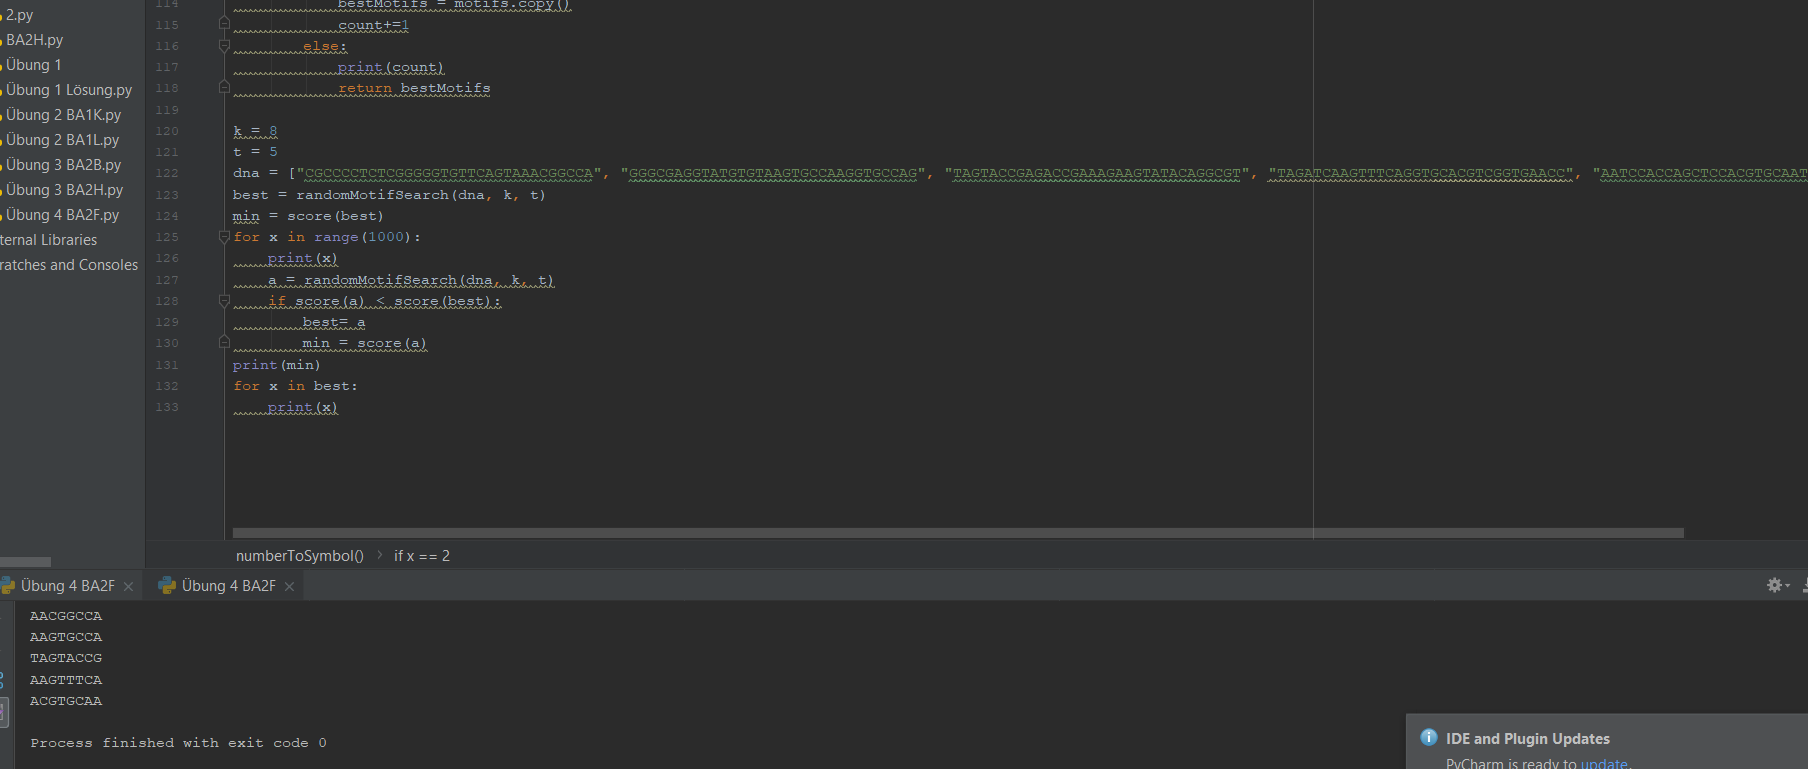 2.py
BA2H.py
Übung 1
Übung 1 Lösung.py
Übung 2 BA1K.py
Übung 2 BA1L.py
Übung 3 BA2B.py
Übung 3 BA2H.py
Übung 4 BA2F.py
ternal Libraries
ratches and Consoles
114 bestMotifs = motifs.copy()
115 count+=1
116 else:
117 print(count)
118 return bestMotifs
119
120 k = 8
121 t = 5
122 dna = ["CGCCCCTCTCGGGGGTGTTCAGTAAACGGCCA", "GGGCGAGGTATGTGTAAGTGCCAAGGTGCCAG", "TAGTACCGAGACCGAAAGAAGTATACAGGCGT", "TAGATCAAGTTTCAGGTGCACGTCGGTGAACC", "AATCCACCAGCTCCACGTGCAAT
123 best = randomMotifSearch(dna, k, t)
124 min = score(best)
125 for x in range(1000):
126 print(x)
127 a = randomMotifSearch(dna, k, t)
128 if score(a) < score(best):
129 best= a
130 min = score(a)
131 print(min)
132 for x in best:
133 print(x)
numberToSymbol() › if x == 2
Übung 4 BA2F × Übung 4 BA2F ×
AACGGCCA
AAGTGCCA
TAGTACCG
AAGTTTCA
ACGTGCAA
Process finished with exit code 0
IDE and Plugin Updates
PyCharm is ready to update.